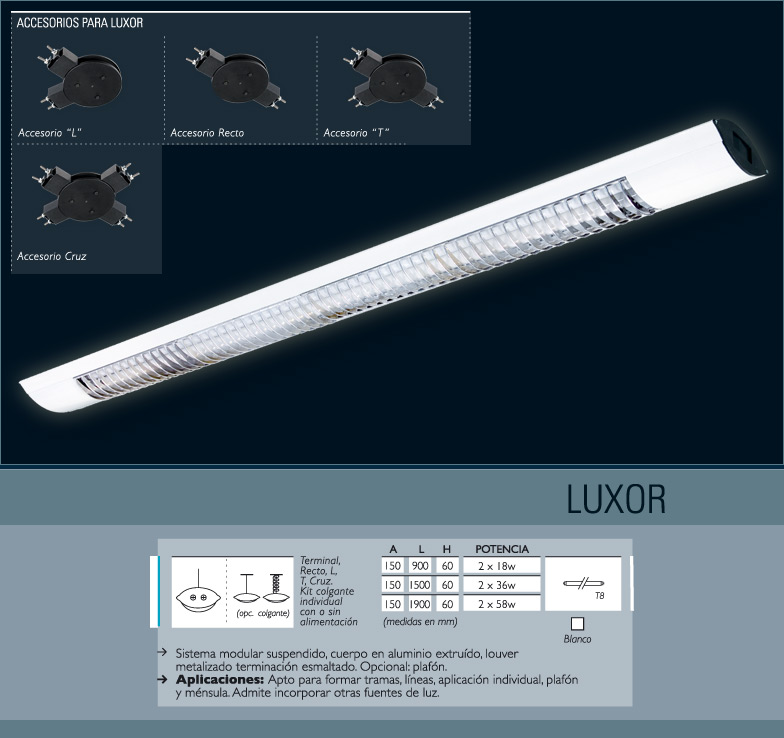 ACCESORIOS PARA LUXOR
Accesorio "L"
Accesorio Recto
Accesorio "T"
Accesorio Cruz
LUXOR
(opc. colgante)
Terminal,
Recto, L,
T, Cruz.
Kit colgante
individual
con o sin
alimentación
A L H POTENCIA
150 900 60 2 x 18w
150 1500 60 2 x 36w
150 1900 60 2 x 58w
(medidas en mm)
T8
Blanco
→ Sistema modular suspendido, cuerpo en aluminio extruído, louver
metalizado terminación esmaltado. Opcional: plafón.
→ Aplicaciones: Apto para formar tramas, líneas, aplicación individual, plafón
y ménsula. Admite incorporar otras fuentes de luz.